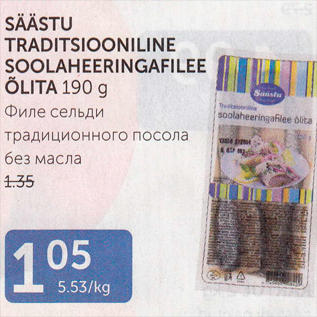 SÄÄSTU
TRADITSIOONILINE
SOOLAHEERINGAFILEE
ÕLITA 190 g
Филе сельди
традиционного посола
без масла
1.35
1 05
5.53/kg
Säästu
Traditsiooniline
soolaheeringafilee õlita